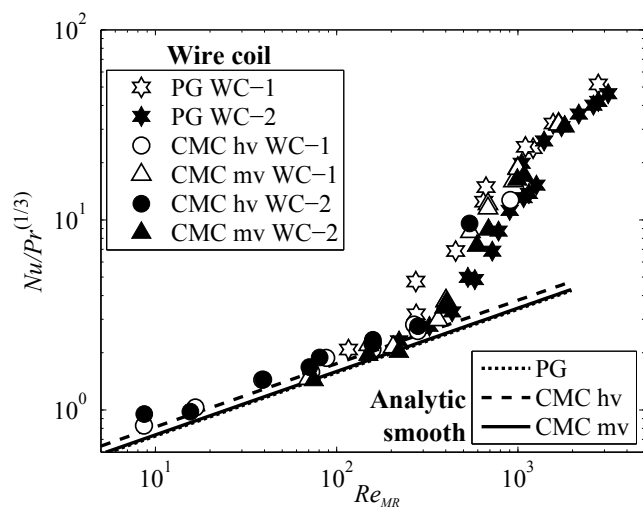 10^2
Wire coil
PG WC−1
PG WC−2
CMC hv WC−1
CMC mv WC−1
CMC hv WC−2
CMC mv WC−2
Nu/Pr^(1/3)
10^1
10^0
PG
Analytic CMC hv
smooth CMC mv
10^1 10^2 10^3
Re_MR